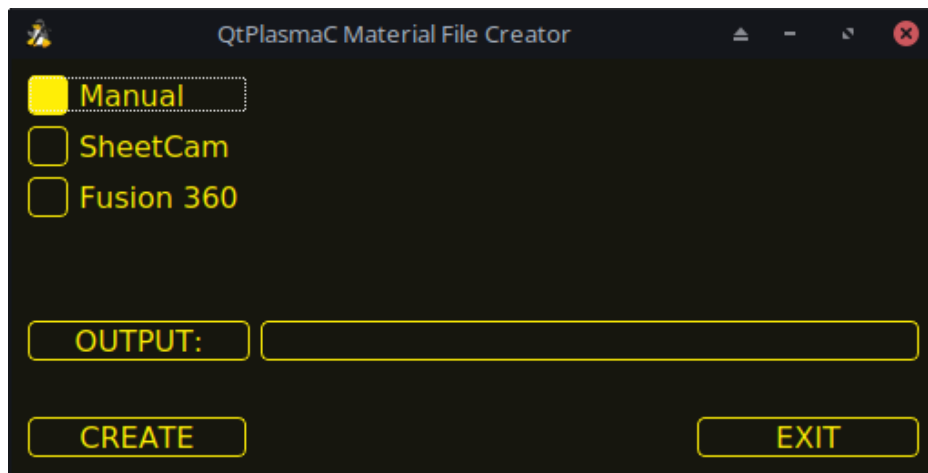 QtPlasmaC Material File Creator
Manual
SheetCam
Fusion 360
OUTPUT:
CREATE
EXIT